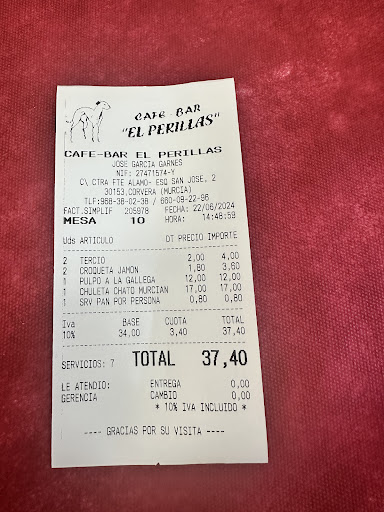 CAFE BAR
"EL PERILLAS"
CAFE-BAR EL PERILLAS
JOSE GARCIA GARNES
NIF: 27471574-Y
C\ CTRA FTE ALAMO- ESQ SAN JOSE, 2
30153,CORVERA (MURCIA)
TLF:968-38-02-38 / 660-09-22-96
FACT.SIMPLIF 205978 FECHA: 22/06/2024
MESA 10 HORA: 14:48:59
Uds ARTICULO DT PRECIO IMPORTE
2 TERCIO 2,00 4,00
2 CROQUETA JAMON 1,80 3,60
1 PULPO A LA GALLEGA 12,00 12,00
1 CHULETA CHATO MURCIAN 17,00 17,00
1 SRV PAN POR PERSONA 0,80 0,80
Iva BASE CUOTA TOTAL
10% 34,00 3,40 37,40
SERVICIOS: 7 TOTAL 37,40
LE ATENDIO: ENTREGA 0,00
GERENCIA CAMBIO 0,00
* 10% IVA INCLUIDO *
---- GRACIAS POR SU VISITA ----